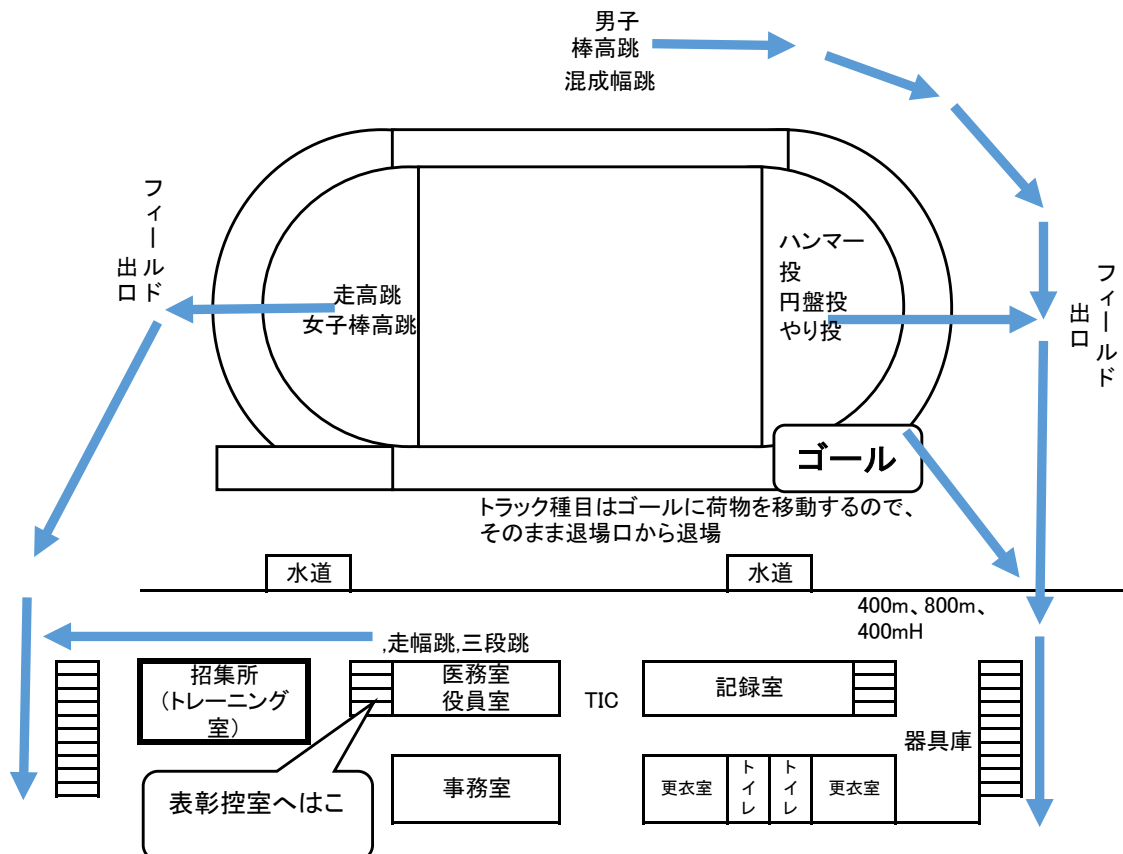 男子
棒高跳
混成幅跳
フィールド
出口
走高跳
女子棒高跳
ハンマー
投
円盤投
やり投
フィールド
出口
ゴール
トラック種目はゴールに荷物を移動するので、
そのまま退場口から退場
水道
水道
400m、800m、
400mH
,走幅跳,三段跳
招集所
(トレーニング
室)
医務室
役員室
TIC
記録室
器具庫
表彰控室へはこ
事務室
更衣室
トイレ
トイレ
更衣室